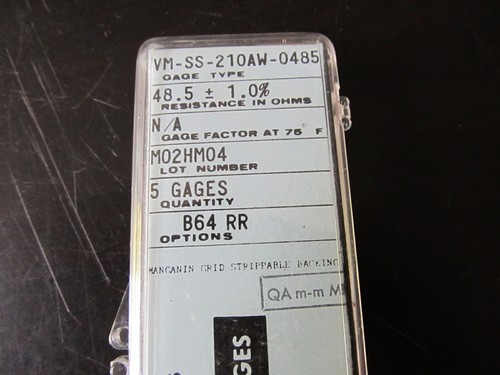 VM-SS-210AW-0485
GAGE TYPE
48.5 ± 1.0%
RESISTANCE IN OHMS
N/A
GAGE FACTOR AT 75 F
M02HM04
LOT NUMBER
5 GAGES
QUANTITY
B64 RR
OPTIONS
MANGANIN GRID STRIPPABLE BACKING
QA m-m M
GES